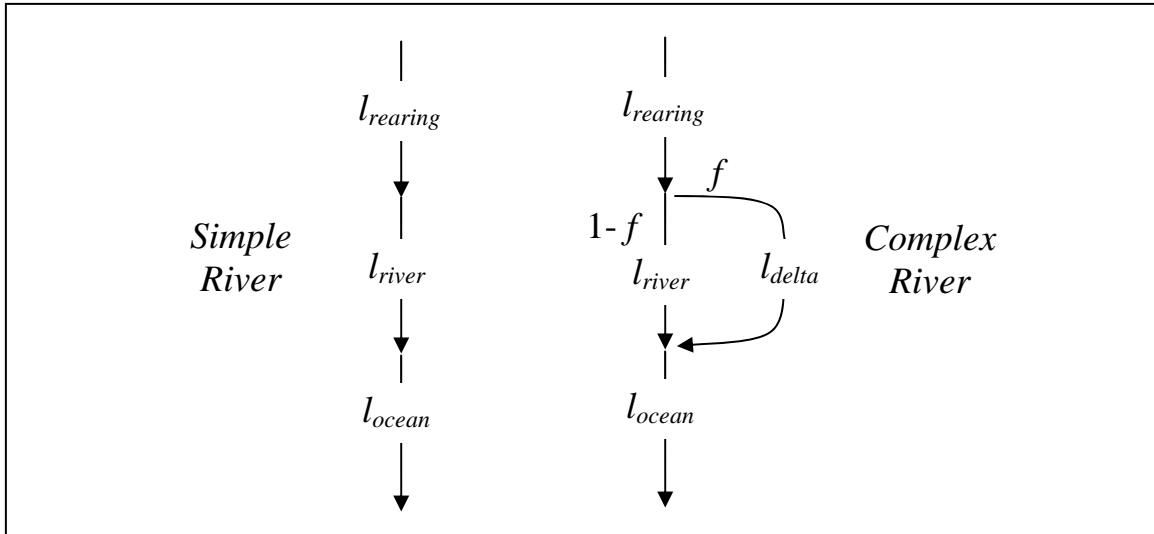 l_rearing
Simple
River
l_river
l_ocean
l_rearing
f
1-f
l_river
l_delta
Complex
River
l_ocean